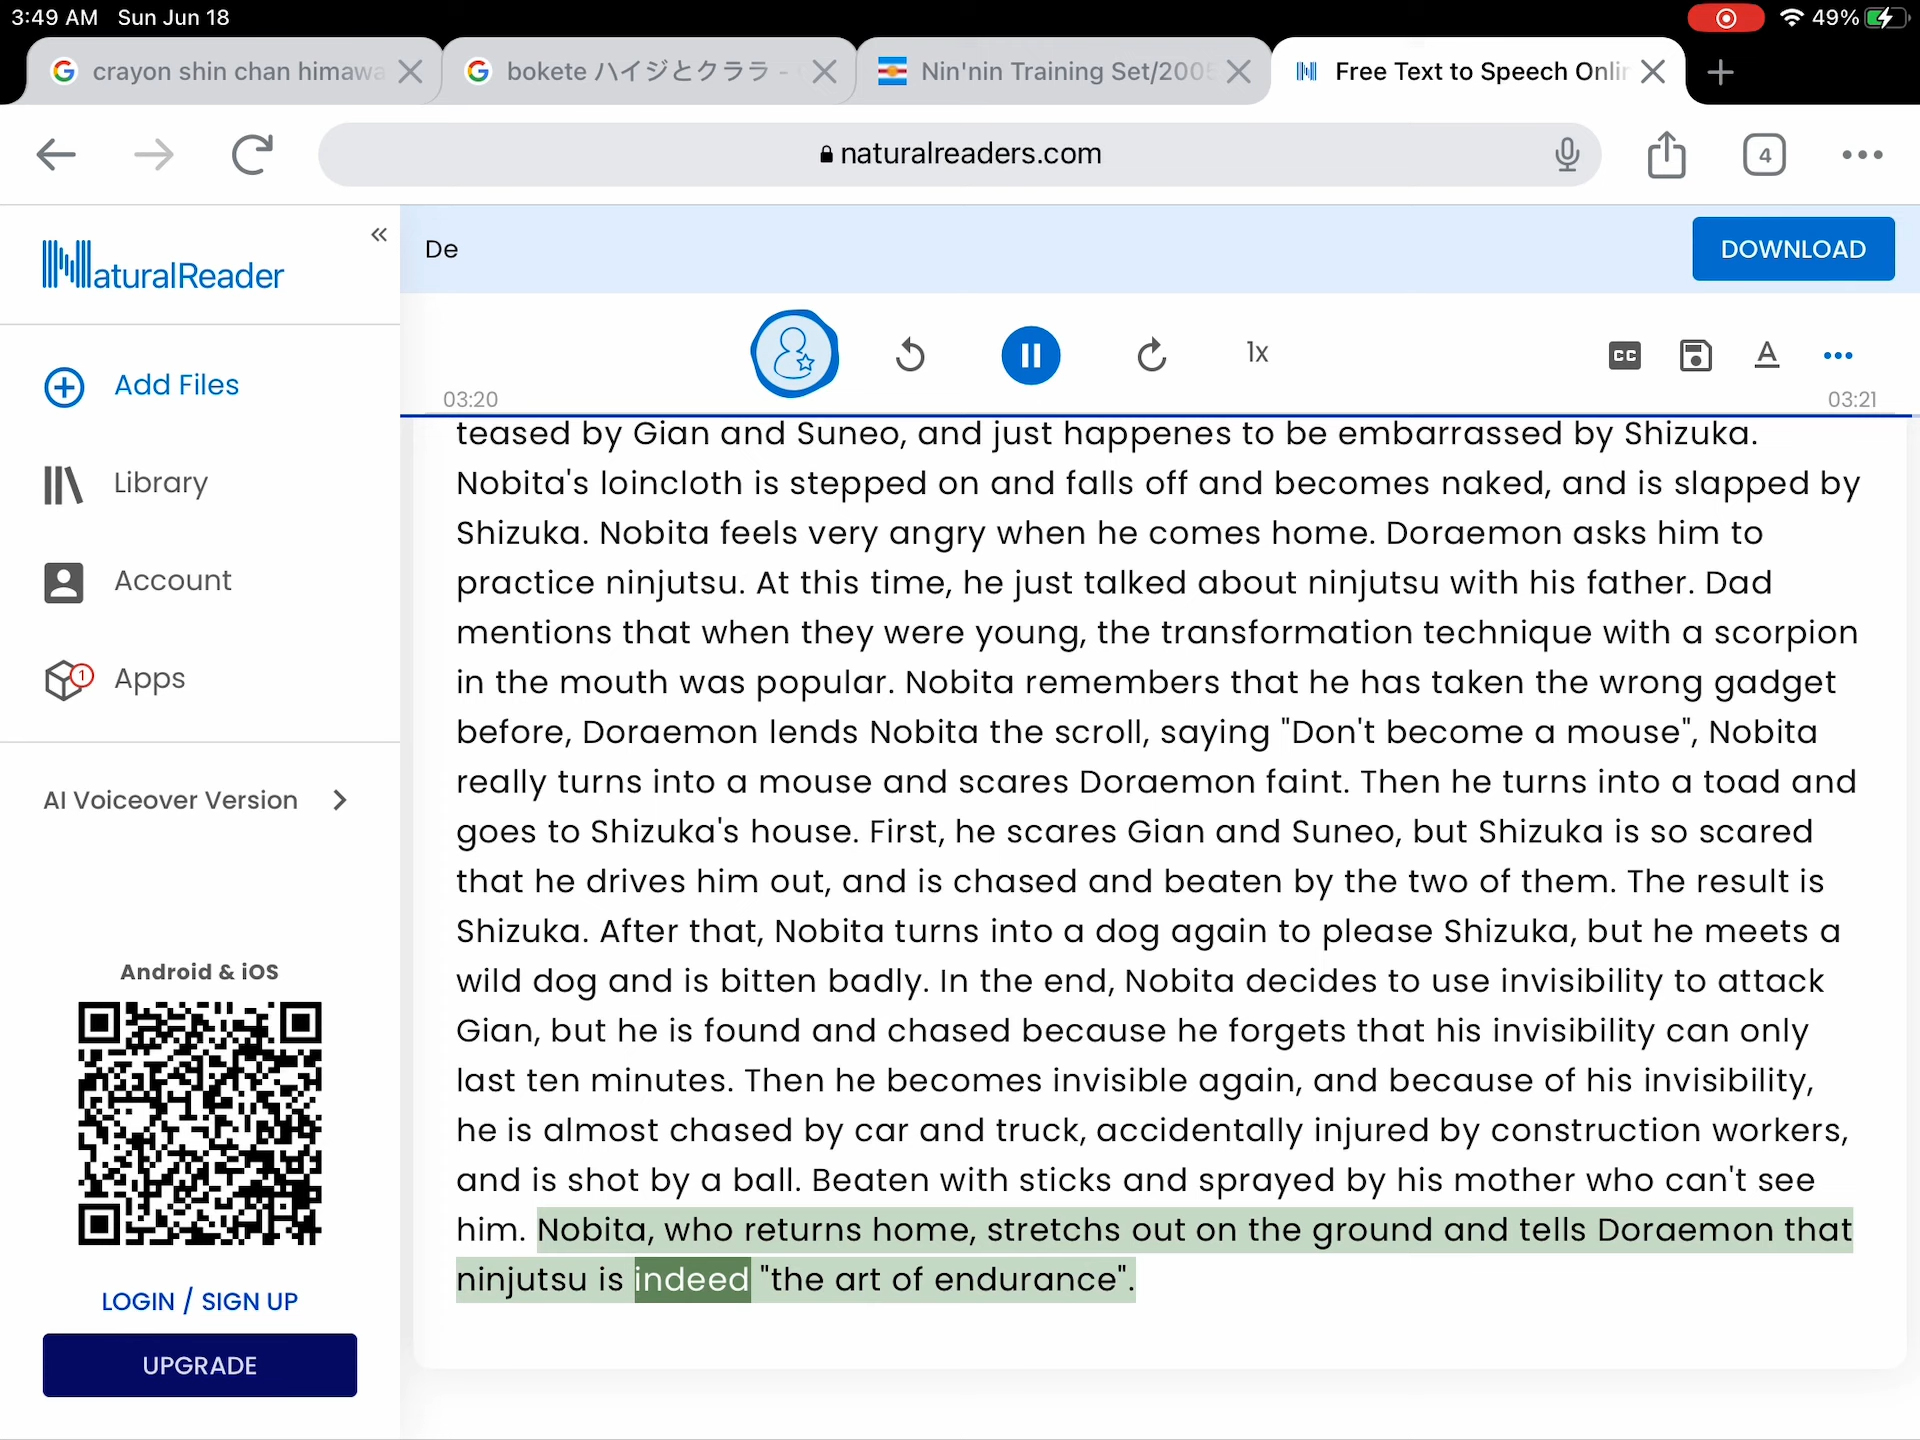 3:49 AM Sun Jun 18
49%
crayon shin chan himawa
bokete ハイジとクララ -
Nin'nin Training Set/2005
Free Text to Speech Onlin
naturalreaders.com
4
NaturalReader
De
DOWNLOAD
1x
CC
03:20
03:21
Add Files
Library
Account
1
Apps
AI Voiceover Version
Android & iOS
LOGIN / SIGN UP
UPGRADE
teased by Gian and Suneo, and just happenes to be embarrassed by Shizuka.
Nobita's loincloth is stepped on and falls off and becomes naked, and is slapped by
Shizuka. Nobita feels very angry when he comes home. Doraemon asks him to
practice ninjutsu. At this time, he just talked about ninjutsu with his father. Dad
mentions that when they were young, the transformation technique with a scorpion
in the mouth was popular. Nobita remembers that he has taken the wrong gadget
before, Doraemon lends Nobita the scroll, saying "Don't become a mouse", Nobita
really turns into a mouse and scares Doraemon faint. Then he turns into a toad and
goes to Shizuka's house. First, he scares Gian and Suneo, but Shizuka is so scared
that he drives him out, and is chased and beaten by the two of them. The result is
Shizuka. After that, Nobita turns into a dog again to please Shizuka, but he meets a
wild dog and is bitten badly. In the end, Nobita decides to use invisibility to attack
Gian, but he is found and chased because he forgets that his invisibility can only
last ten minutes. Then he becomes invisible again, and because of his invisibility,
he is almost chased by car and truck, accidentally injured by construction workers,
and is shot by a ball. Beaten with sticks and sprayed by his mother who can't see
him. Nobita, who returns home, stretchs out on the ground and tells Doraemon that
ninjutsu is indeed "the art of endurance".